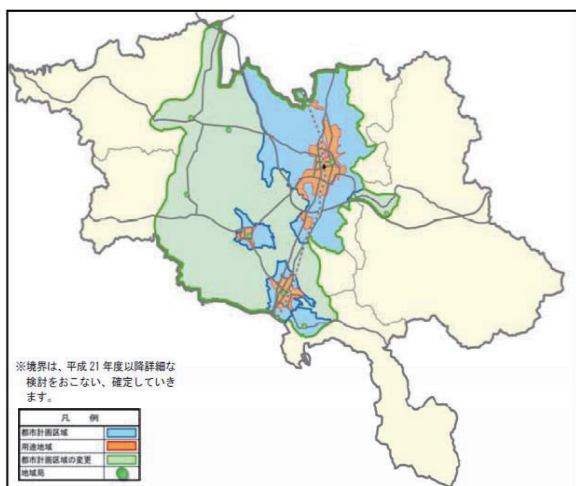 ※境界は、平成21年度以降詳細な
検討をおこない、確定していき
ます。
凡 例
都市計画区域
用途地域
都市計画区域の変更
地域局